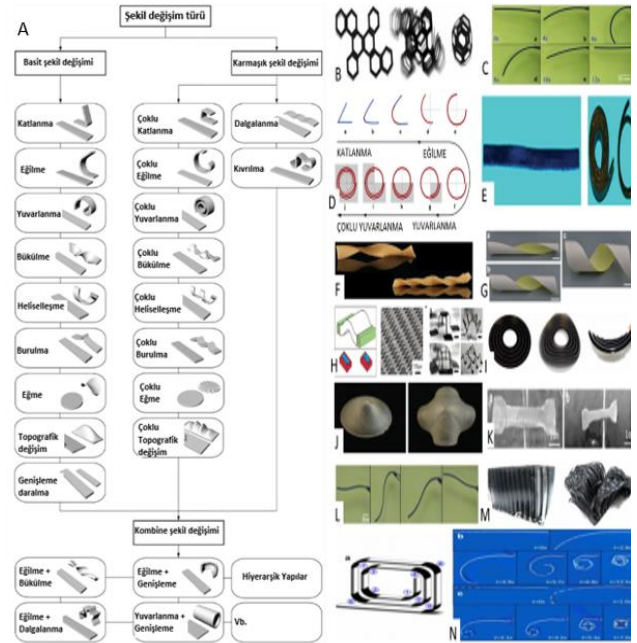 A
Şekil değişim türü
Basit şekil değişimi
Karmaşık şekil değişimi
Katlanma
Eğilme
Yuvarlanma
Bükülme
Heliselleşme
Burulma
Eğme
Topografik
değişim
Genişleme
daralma
Çoklu
Katlanma
Çoklu
Eğilme
Çoklu
Yuvarlanma
Çoklu
Bükülme
Çoklu
Heliselleşme
Çoklu
Burulma
Çoklu
Eğme
Çoklu
Topografik
değişim
Dalgalanma
Kıvrılma
Kombine şekil değişimi
Eğilme +
Bükülme
Eğilme +
Genişleme
Hiyerarşik Yapılar
Eğilme +
Dalgalanma
Yuvarlanma +
Genişleme
Vb.
B
C
D
KATLANMA
EĞİLME
ÇOKLU YUVARLANMA
YUVARLANMA
E
F
G
H
I
J
K
L
M
N